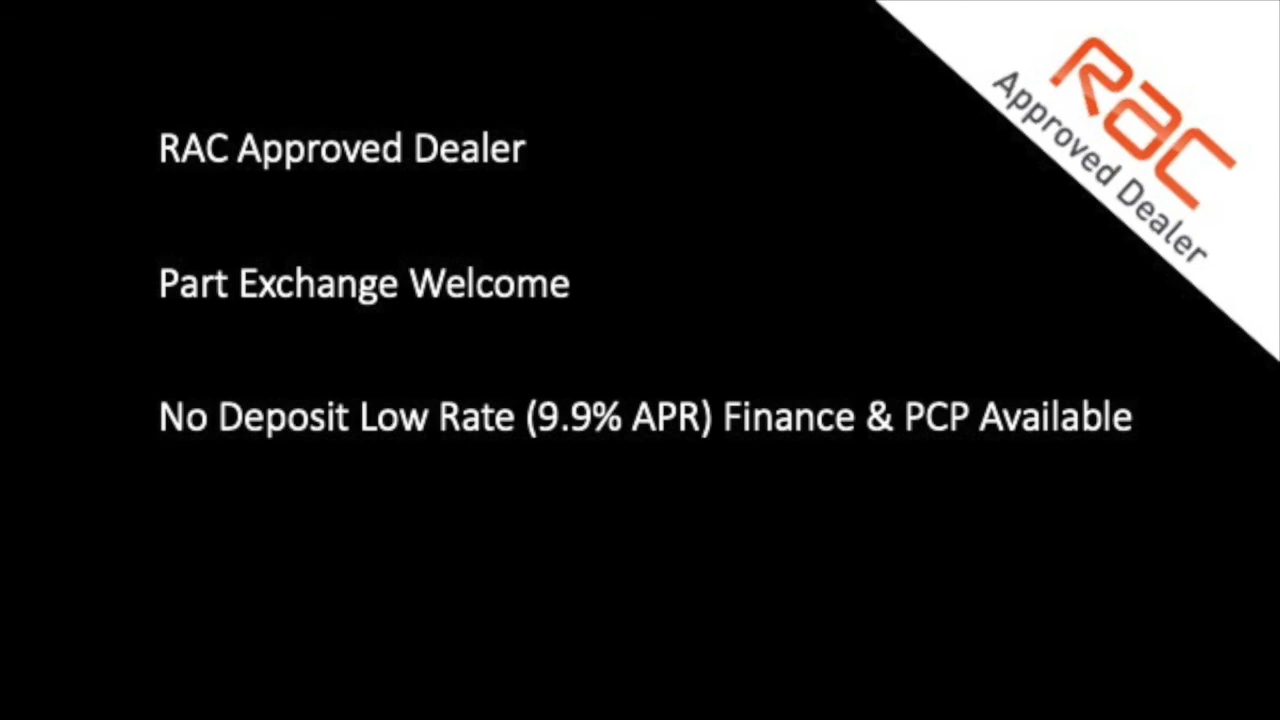 RAC Approved Dealer
Part Exchange Welcome
No Deposit Low Rate (9.9% APR) Finance & PCP Available
RAC
Approved Dealer